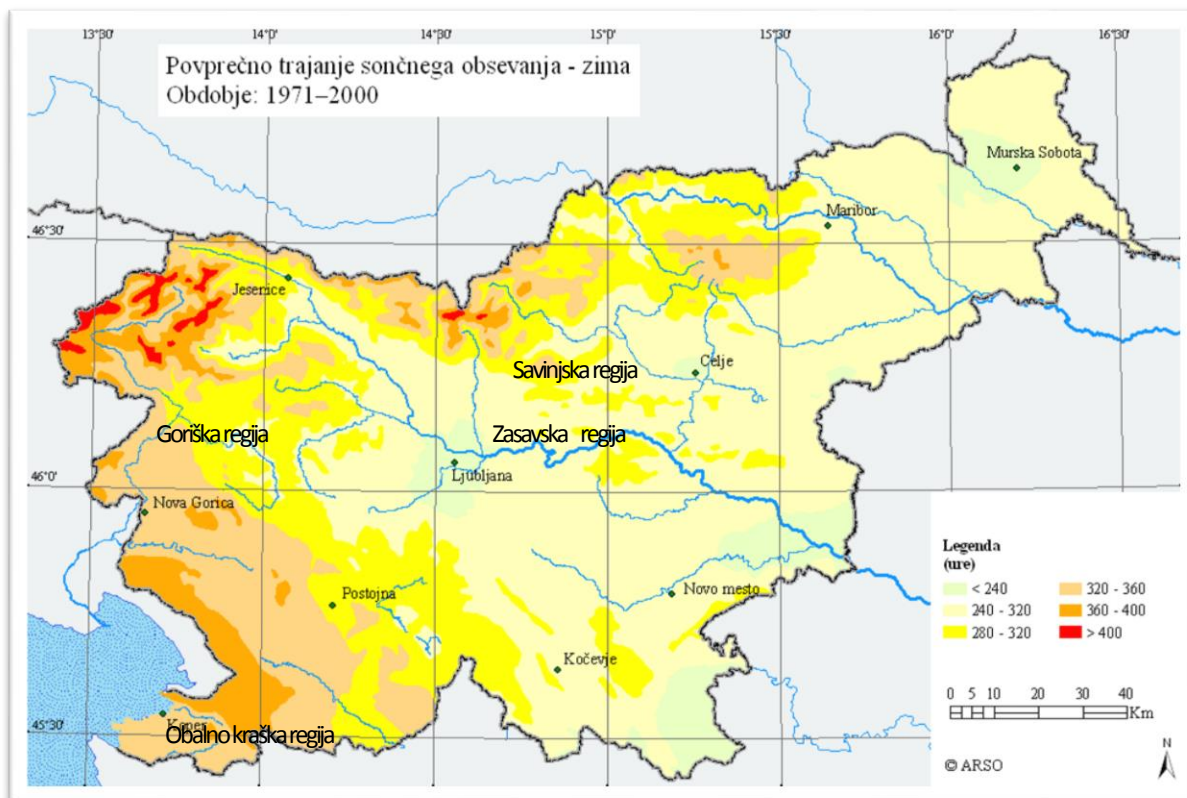 13°30'
14°0'
14°30'
15°0'
15°30'
16°0'
16°30'
Povprečno trajanje sončnega obsevanja - zima
Obdobje: 1971–2000
Murska Sobota
Maribor
46°30'
Jesenice
Savinjska regija
Celje
Goriška regija
Zasavska regija
Ljubljana
46°0'
Nova Gorica
Postojna
Novo mesto
Kočevje
45°30'
Koper
Obalno kraška regija
Legenda
(ure)
< 240
240 - 320
280 - 320
320 - 360
360 - 400
> 400
0 5 10 20 30 40
Km
N
© ARSO